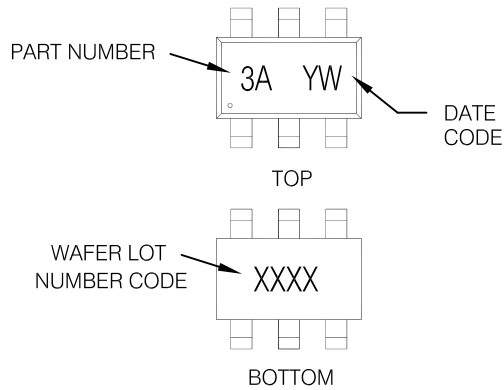 PART NUMBER
3A YW
DATE
CODE
TOP
WAFER LOT
NUMBER CODE
XXXX
BOTTOM